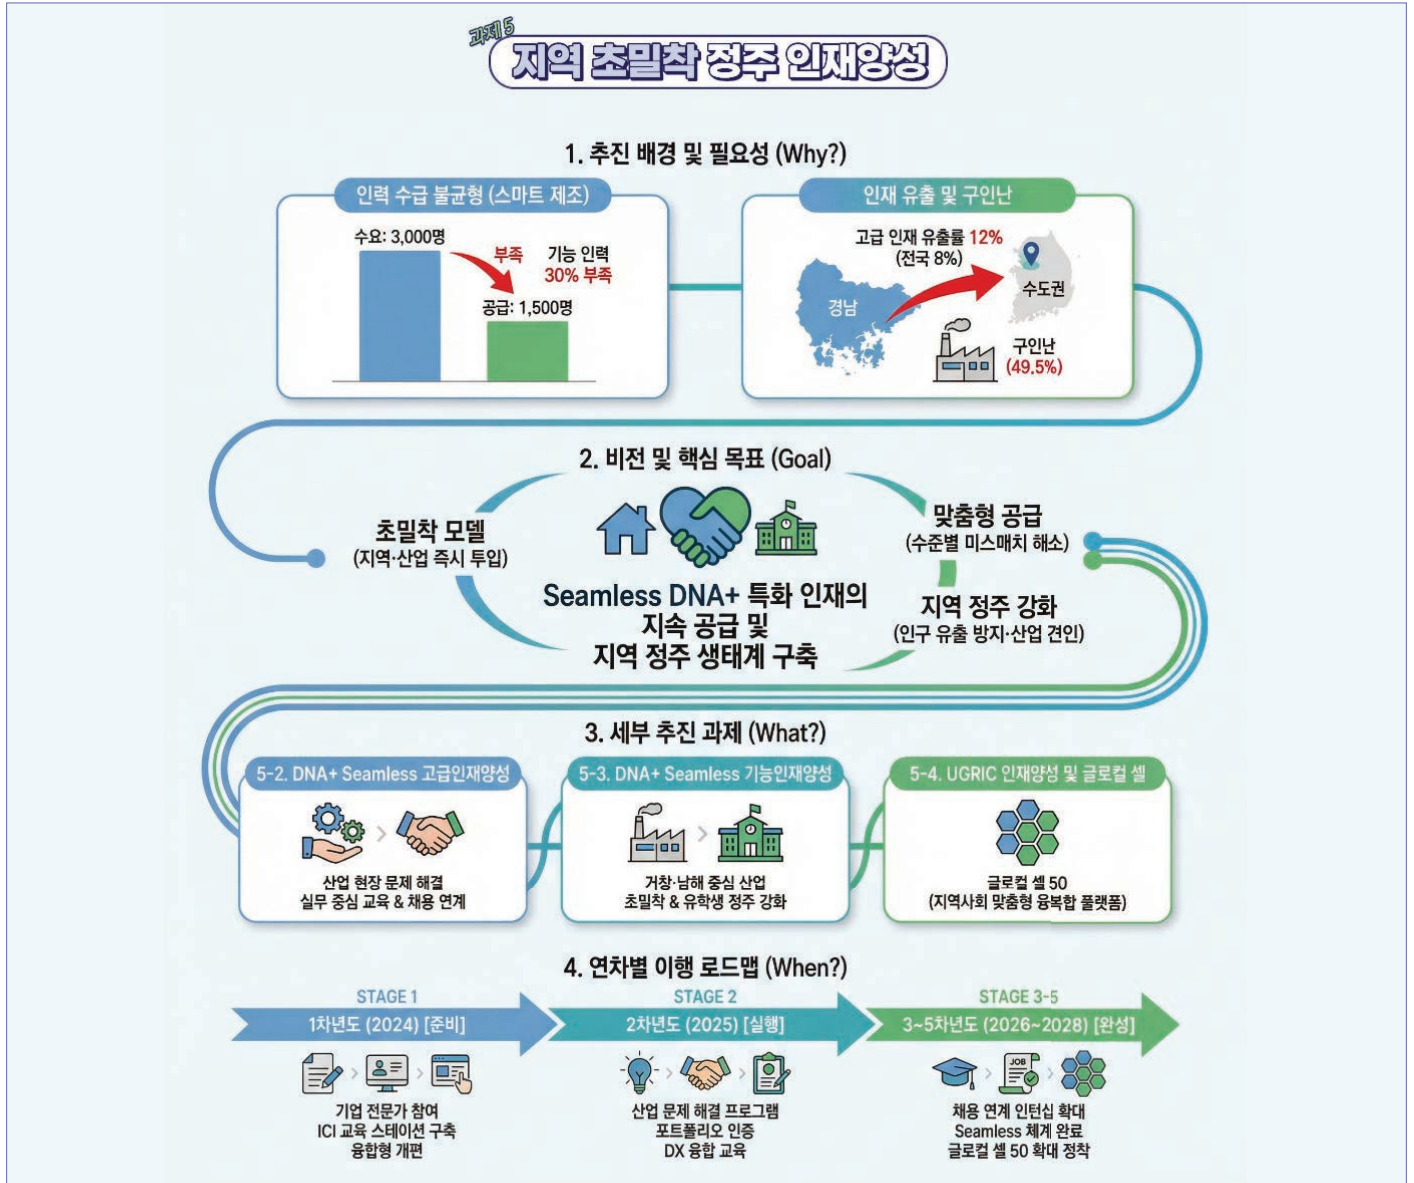 과제 5
지역 초밀착 정주 인재양성
1. 추진 배경 및 필요성 (Why?)
인력 수급 불균형 (스마트 제조)
수요: 3,000명
부족
기능 인력
30% 부족
공급: 1,500명
인재 유출 및 구인난
고급 인재 유출률 12%
(전국 8%)
경남
수도권
구인난
(49.5%)
2. 비전 및 핵심 목표 (Goal)
초밀착 모델
(지역·산업 즉시 투입)
맞춤형 공급
(수준별 미스매치 해소)
Seamless DNA+ 특화 인재의
지속 공급 및
지역 정주 생태계 구축
지역 정주 강화
(인구 유출 방지·산업 견인)
3. 세부 추진 과제 (What?)
5-2. DNA+ Seamless 고급인재양성
산업 현장 문제 해결
실무 중심 교육 & 채용 연계
5-3. DNA+ Seamless 기능인재양성
거창·남해 중심 산업
초밀착 & 유학생 정주 강화
5-4. UGRIC 인재양성 및 글로컬 셀
글로컬 셀 50
(지역사회 맞춤형 융복합 플랫폼)
4. 연차별 이행 로드맵 (When?)
STAGE 1
1차년도 (2024) [준비]
기업 전문가 참여
ICI 교육 스테이션 구축
융합형 개편
STAGE 2
2차년도 (2025) [실행]
산업 문제 해결 프로그램
포트폴리오 인증
DX 융합 교육
STAGE 3-5
3~5차년도 (2026~2028) [완성]
JOB
채용 연계 인턴십 확대
Seamless 체계 완료
글로컬 셀 50 확대 정착